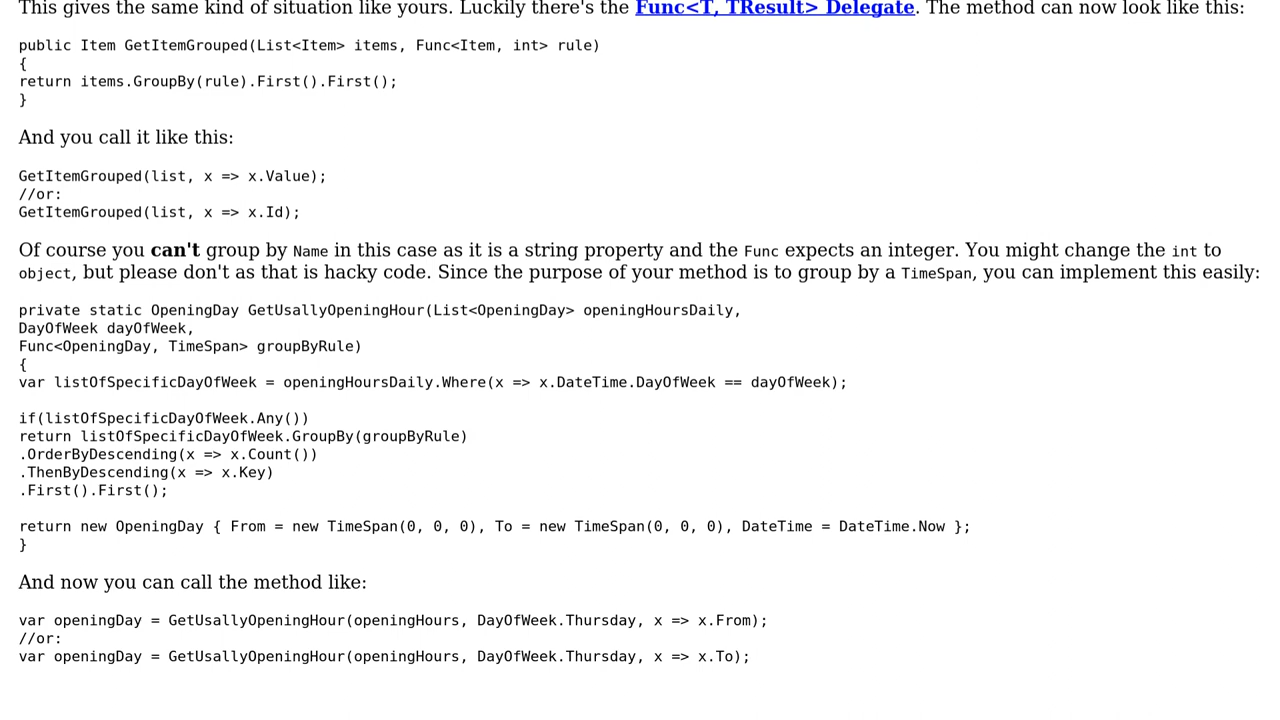 This gives the same kind of situation like yours. Luckily there's the Func<T, TResult> Delegate. The method can now look like this:
public Item GetItemGrouped(List<Item> items, Func<Item, int> rule)
{
return items.GroupBy(rule).First().First();
}
And you call it like this:
GetItemGrouped(list, x => x.Value);
//or:
GetItemGrouped(list, x => x.Id);
Of course you can't group by Name in this case as it is a string property and the Func expects an integer. You might change the int to
object, but please don't as that is hacky code. Since the purpose of your method is to group by a TimeSpan, you can implement this easily:
private static OpeningDay GetUsallyOpeningHour(List<OpeningDay> openingHoursDaily,
DayOfWeek dayOfWeek,
Func<OpeningDay, TimeSpan> groupByRule)
{
var listOfSpecificDayOfWeek = openingHoursDaily.Where(x => x.DateTime.DayOfWeek == dayOfWeek);
if(listOfSpecificDayOfWeek.Any())
return listOfSpecificDayOfWeek.GroupBy(groupByRule)
.OrderByDescending(x => x.Count())
.ThenByDescending(x => x.Key)
.First().First();
return new OpeningDay { From = new TimeSpan(0, 0, 0), To = new TimeSpan(0, 0, 0), DateTime = DateTime.Now };
}
And now you can call the method like:
var openingDay = GetUsallyOpeningHour(openingHours, DayOfWeek.Thursday, x => x.From);
//or:
var openingDay = GetUsallyOpeningHour(openingHours, DayOfWeek.Thursday, x => x.To);